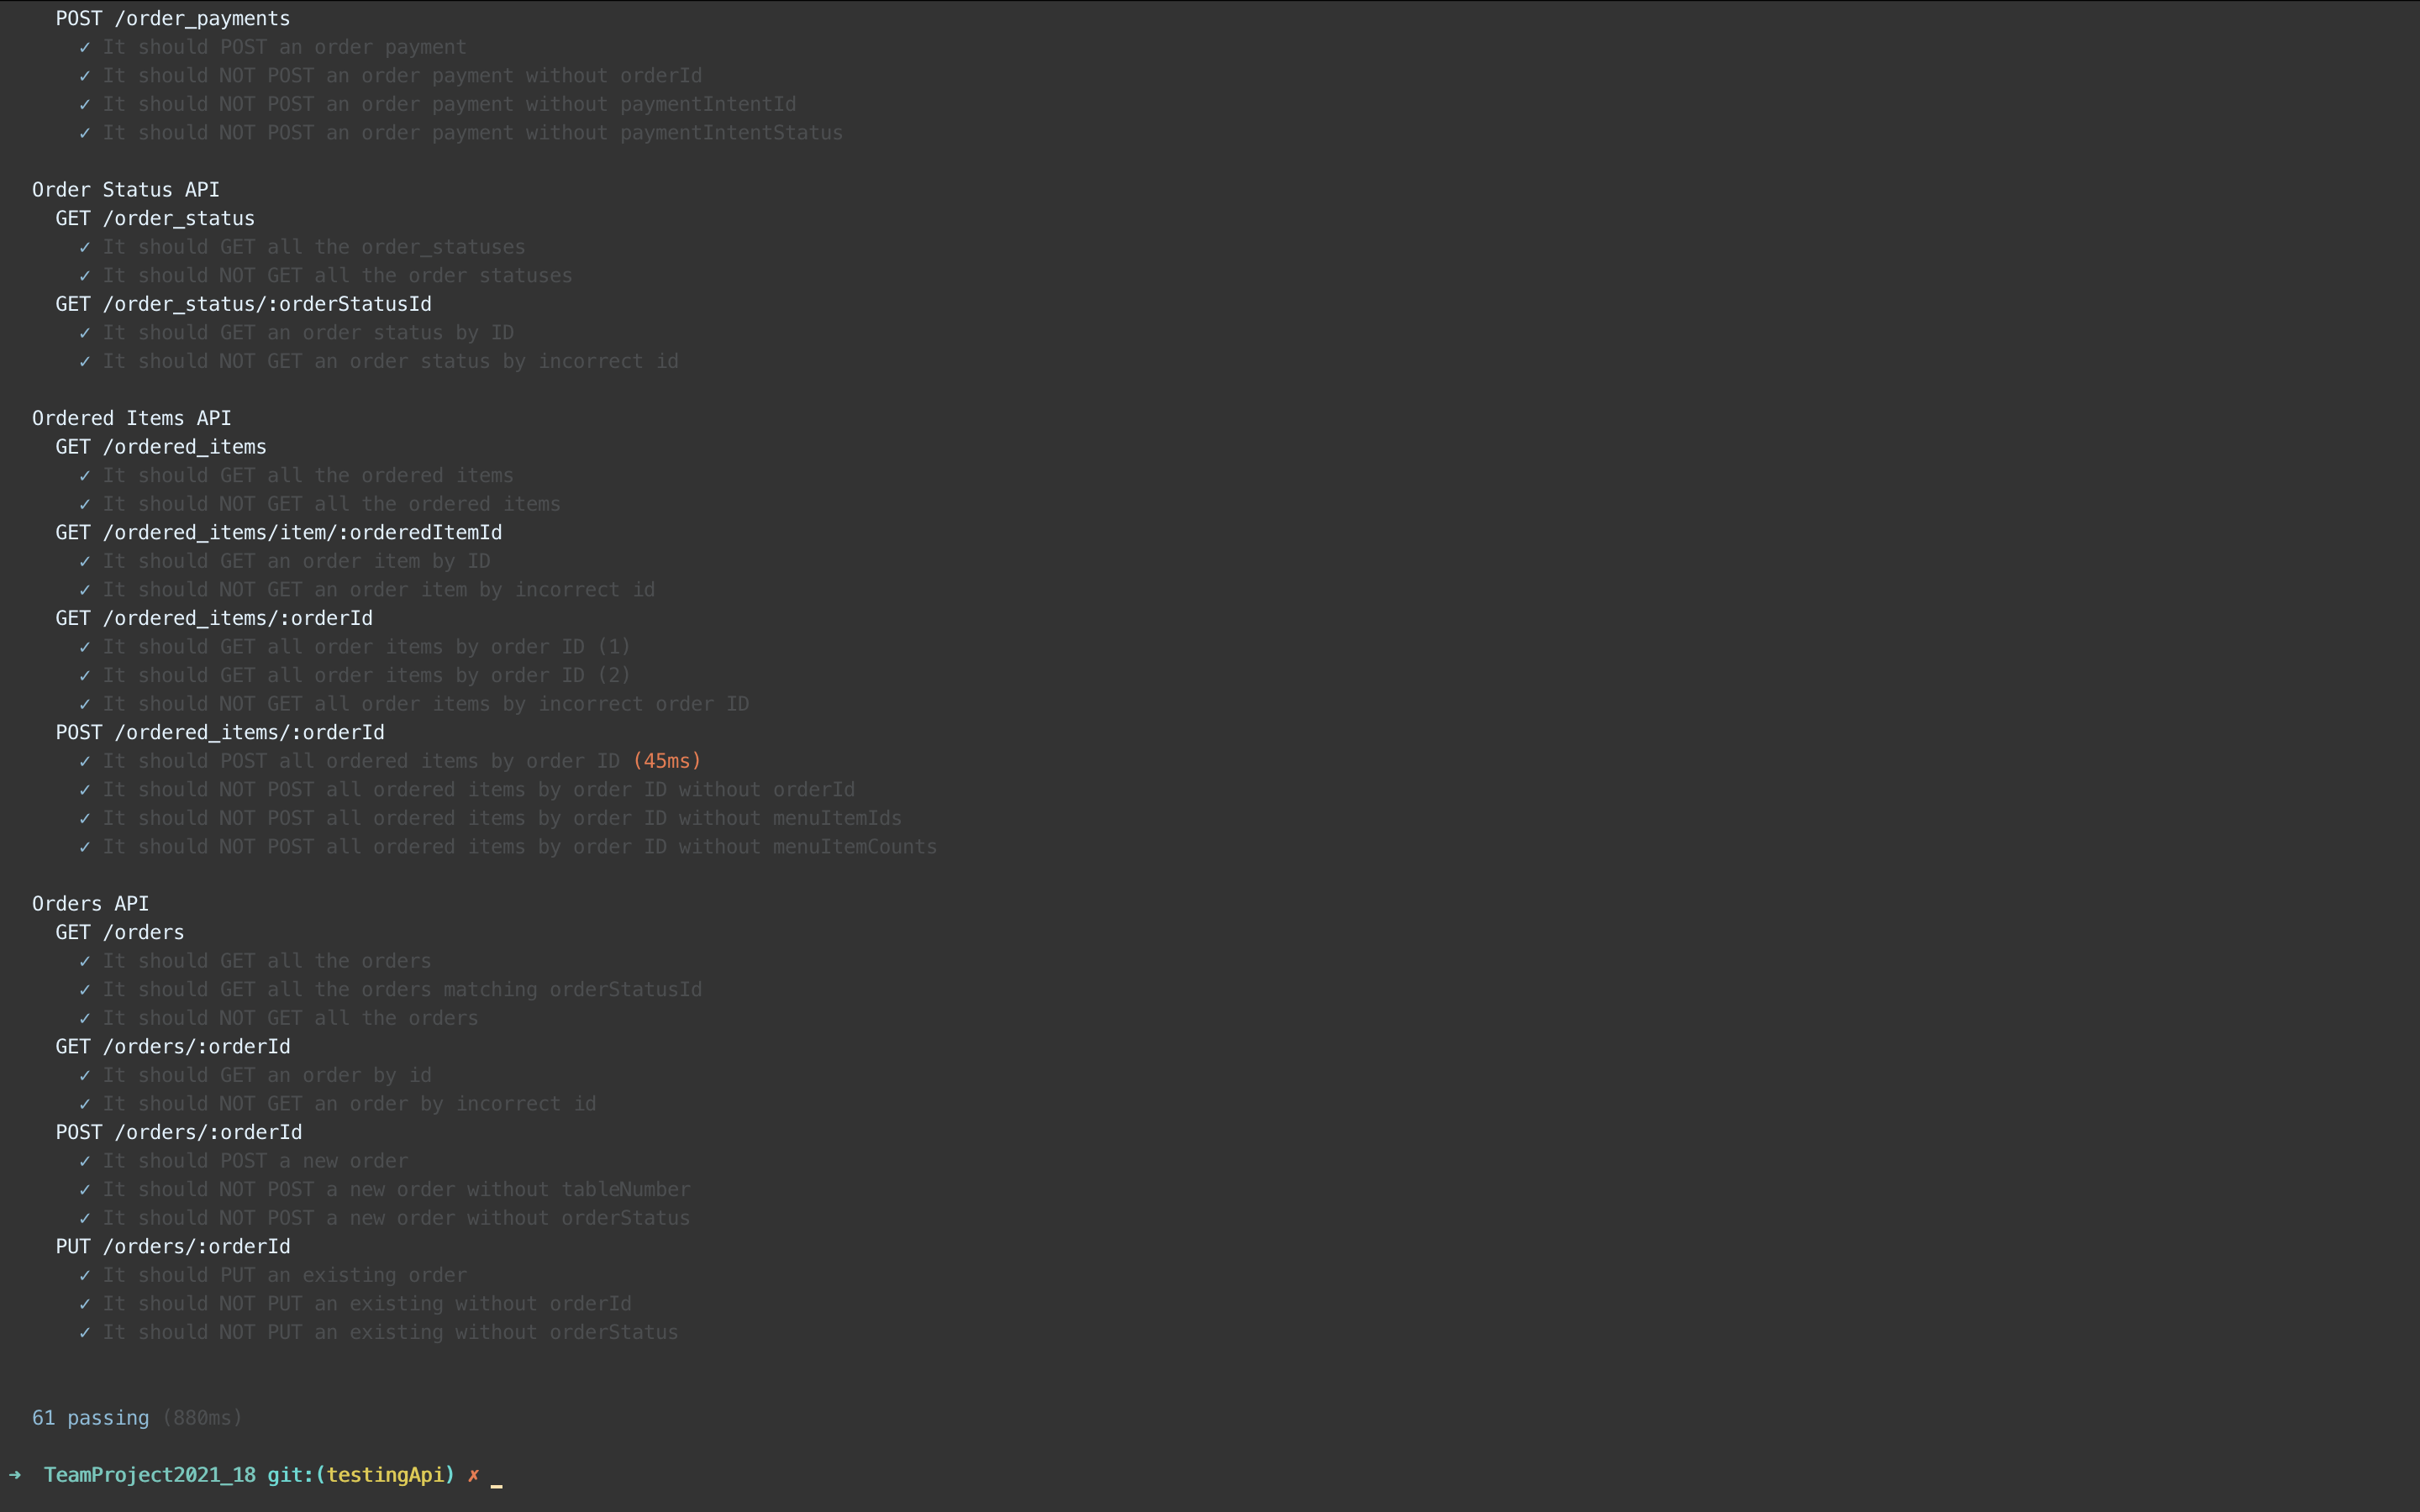 POST /order_payments
✓ It should POST an order payment
✓ It should NOT POST an order payment without orderId
✓ It should NOT POST an order payment without paymentIntentId
✓ It should NOT POST an order payment without paymentIntentStatus
Order Status API
GET /order_status
✓ It should GET all the order_statuses
✓ It should NOT GET all the order statuses
GET /order_status/:orderStatusId
✓ It should GET an order status by ID
✓ It should NOT GET an order status by incorrect id
Ordered Items API
GET /ordered_items
✓ It should GET all the ordered items
✓ It should NOT GET all the ordered items
GET /ordered_items/item/:orderedItemId
✓ It should GET an order item by ID
✓ It should NOT GET an order item by incorrect id
GET /ordered_items/:orderId
✓ It should GET all order items by order ID (1)
✓ It should GET all order items by order ID (2)
✓ It should NOT GET all order items by incorrect order ID
POST /ordered_items/:orderId
✓ It should POST all ordered items by order ID (45ms)
✓ It should NOT POST all ordered items by order ID without orderId
✓ It should NOT POST all ordered items by order ID without menuItemIds
✓ It should NOT POST all ordered items by order ID without menuItemCounts
Orders API
GET /orders
✓ It should GET all the orders
✓ It should GET all the orders matching orderStatusId
✓ It should NOT GET all the orders
GET /orders/:orderId
✓ It should GET an order by id
✓ It should NOT GET an order by incorrect id
POST /orders/:orderId
✓ It should POST a new order
✓ It should NOT POST a new order without tableNumber
✓ It should NOT POST a new order without orderStatus
PUT /orders/:orderId
✓ It should PUT an existing order
✓ It should NOT PUT an existing without orderId
✓ It should NOT PUT an existing without orderStatus
61 passing (880ms)
➜ TeamProject2021_18 git:(testingApi) ✗ _